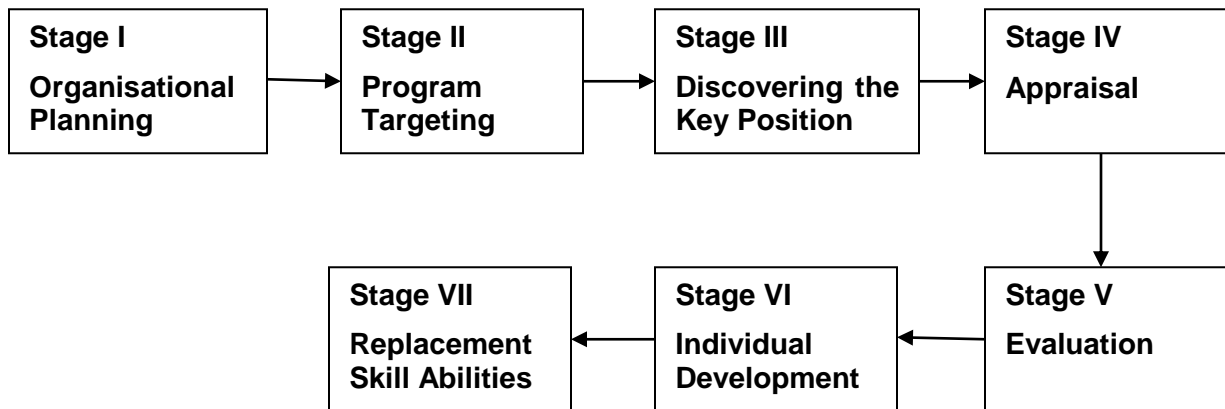 Stage I
Organisational
Planning
Stage II
Program
Targeting
Stage III
Discovering the
Key Position
Stage IV
Appraisal
Stage V
Evaluation
Stage VI
Individual
Development
Stage VII
Replacement
Skill Abilities